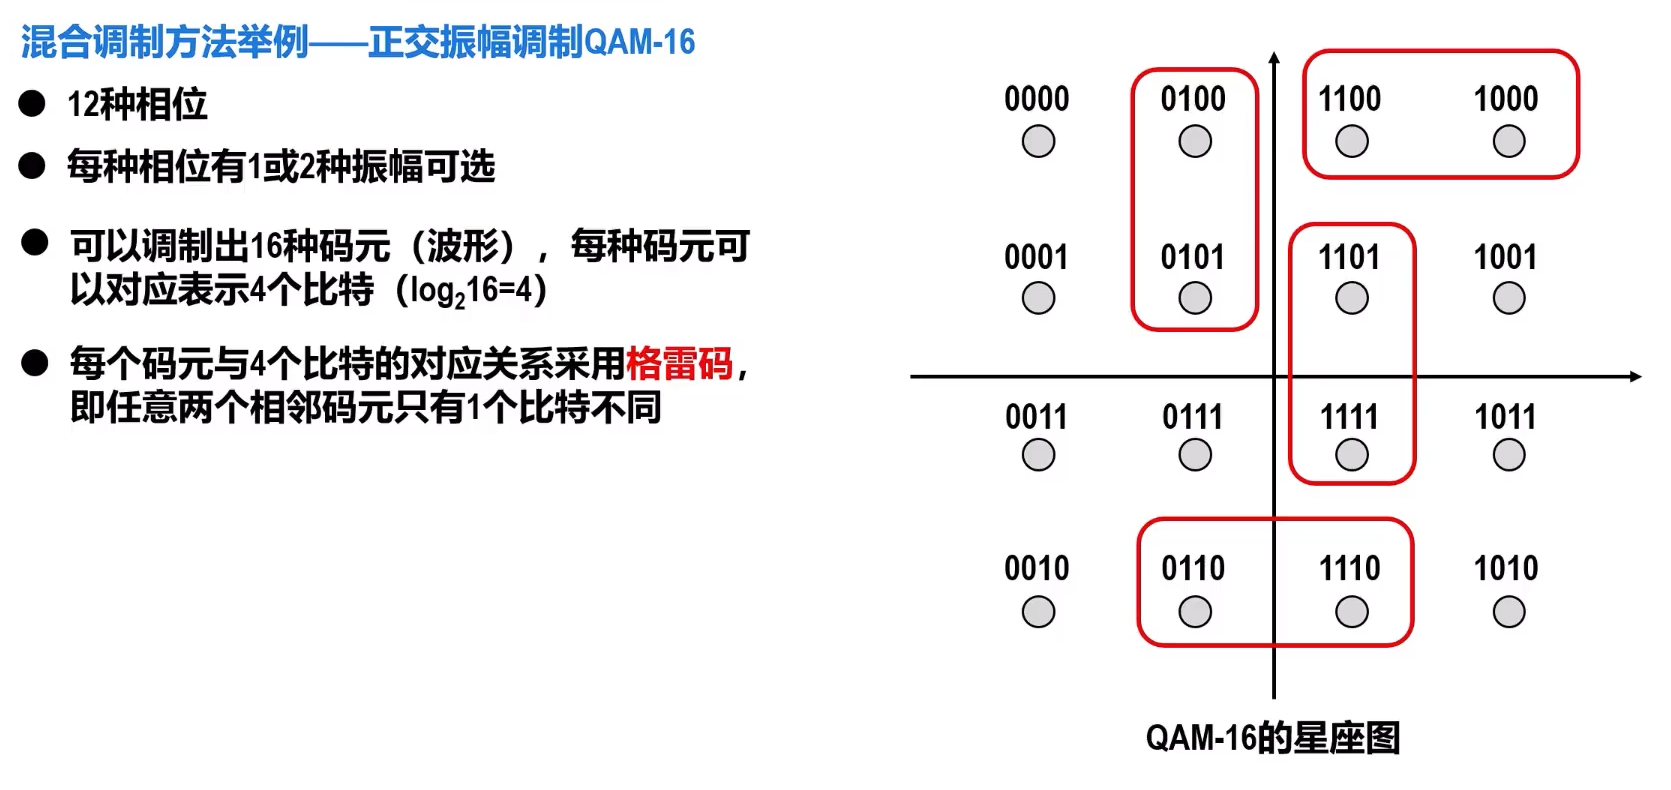 混合调制方法举例——正交振幅调制QAM-16
● 12种相位
● 每种相位有1或2种振幅可选
● 可以调制出16种码元（波形），每种码元可
以对应表示4个比特（log₂16=4）
● 每个码元与4个比特的对应关系采用格雷码，
即任意两个相邻码元只有1个比特不同
0000 0100 1100 1000
0001 0101 1101 1001
0011 0111 1111 1011
0010 0110 1110 1010
QAM-16的星座图